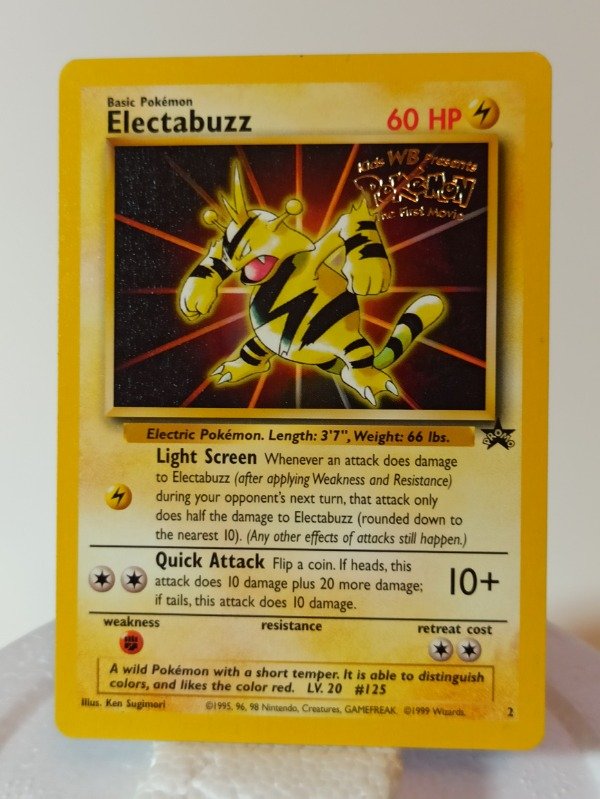 Basic Pokémon
Electabuzz
60 HP
Kids WB Presents
POKéMON
The First Movie
Electric Pokémon. Length: 3'7", Weight: 66 lbs.
PROMO
Light Screen Whenever an attack does damage
to Electabuzz (after applying Weakness and Resistance)
during your opponent's next turn, that attack only
does half the damage to Electabuzz (rounded down to
the nearest 10). (Any other effects of attacks still happen.)
Quick Attack Flip a coin. If heads, this
attack does 10 damage plus 20 more damage;
if tails, this attack does 10 damage.
10+
weakness
resistance
retreat cost
A wild Pokémon with a short temper. It is able to distinguish
colors, and likes the color red. LV. 20 #125
Illus. Ken Sugimori
©1995, 96, 98 Nintendo, Creatures, GAMEFREAK. ©1999 Wizards.
2